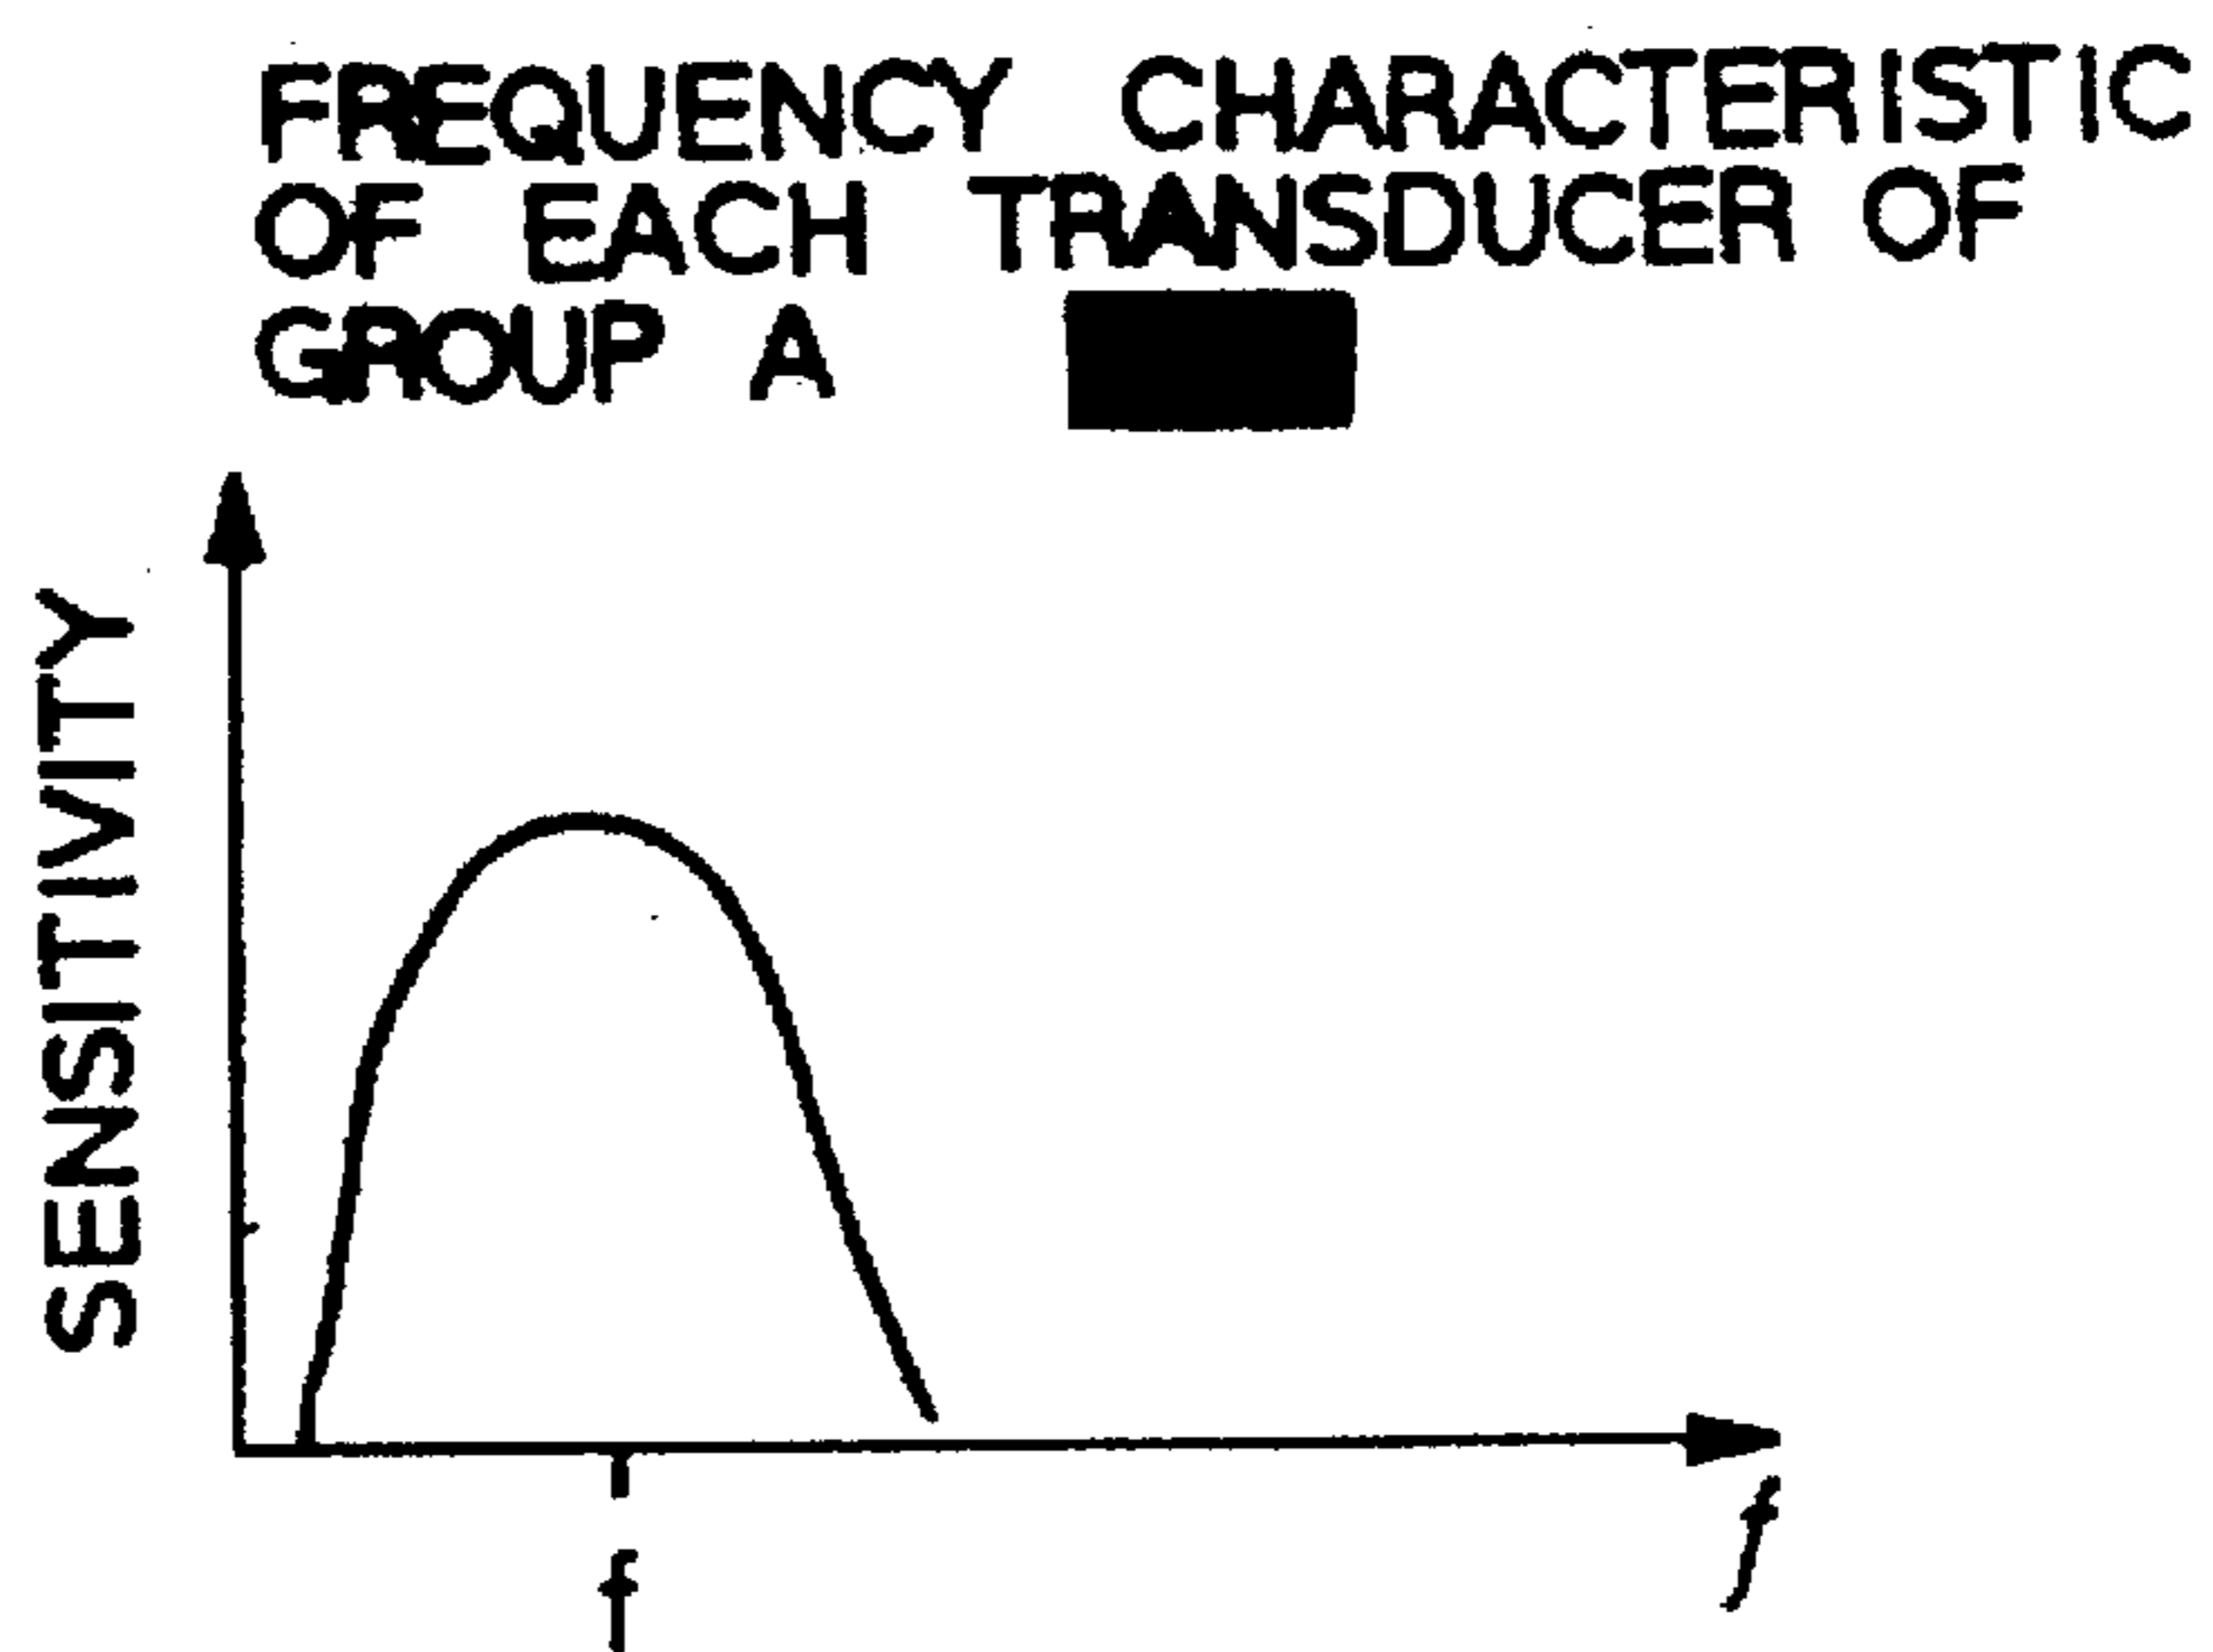 FREQUENCY CHARACTERISTIC
OF EACH TRANSDUCER OF
GROUP A
SENSITIVITY
f
f